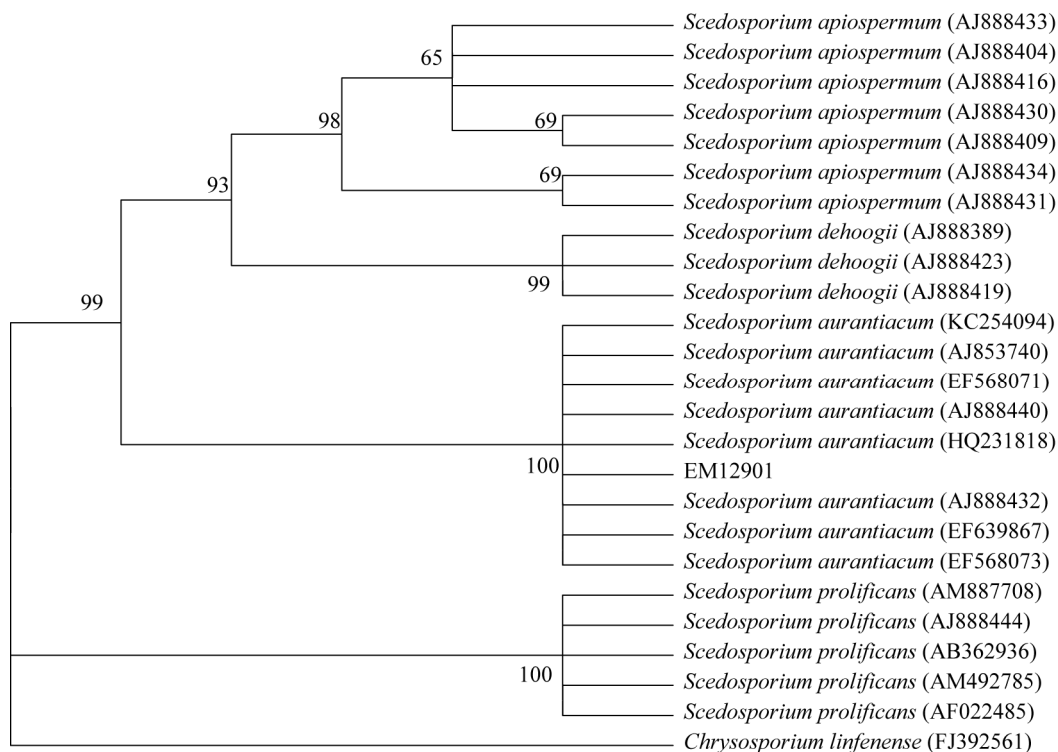 Scedosporium apiospermum (AJ888433)
Scedosporium apiospermum (AJ888404)
65
Scedosporium apiospermum (AJ888416)
Scedosporium apiospermum (AJ888430)
98
69
Scedosporium apiospermum (AJ888409)
Scedosporium apiospermum (AJ888434)
93
69
Scedosporium apiospermum (AJ888431)
Scedosporium dehoogii (AJ888389)
Scedosporium dehoogii (AJ888423)
99
Scedosporium dehoogii (AJ888419)
99
Scedosporium aurantiacum (KC254094)
Scedosporium aurantiacum (AJ853740)
Scedosporium aurantiacum (EF568071)
Scedosporium aurantiacum (AJ888440)
Scedosporium aurantiacum (HQ231818)
100
EM12901
Scedosporium aurantiacum (AJ888432)
Scedosporium aurantiacum (EF639867)
Scedosporium aurantiacum (EF568073)
Scedosporium prolificans (AM887708)
Scedosporium prolificans (AJ888444)
Scedosporium prolificans (AB362936)
100
Scedosporium prolificans (AM492785)
Scedosporium prolificans (AF022485)
Chrysosporium linfenense (FJ392561)